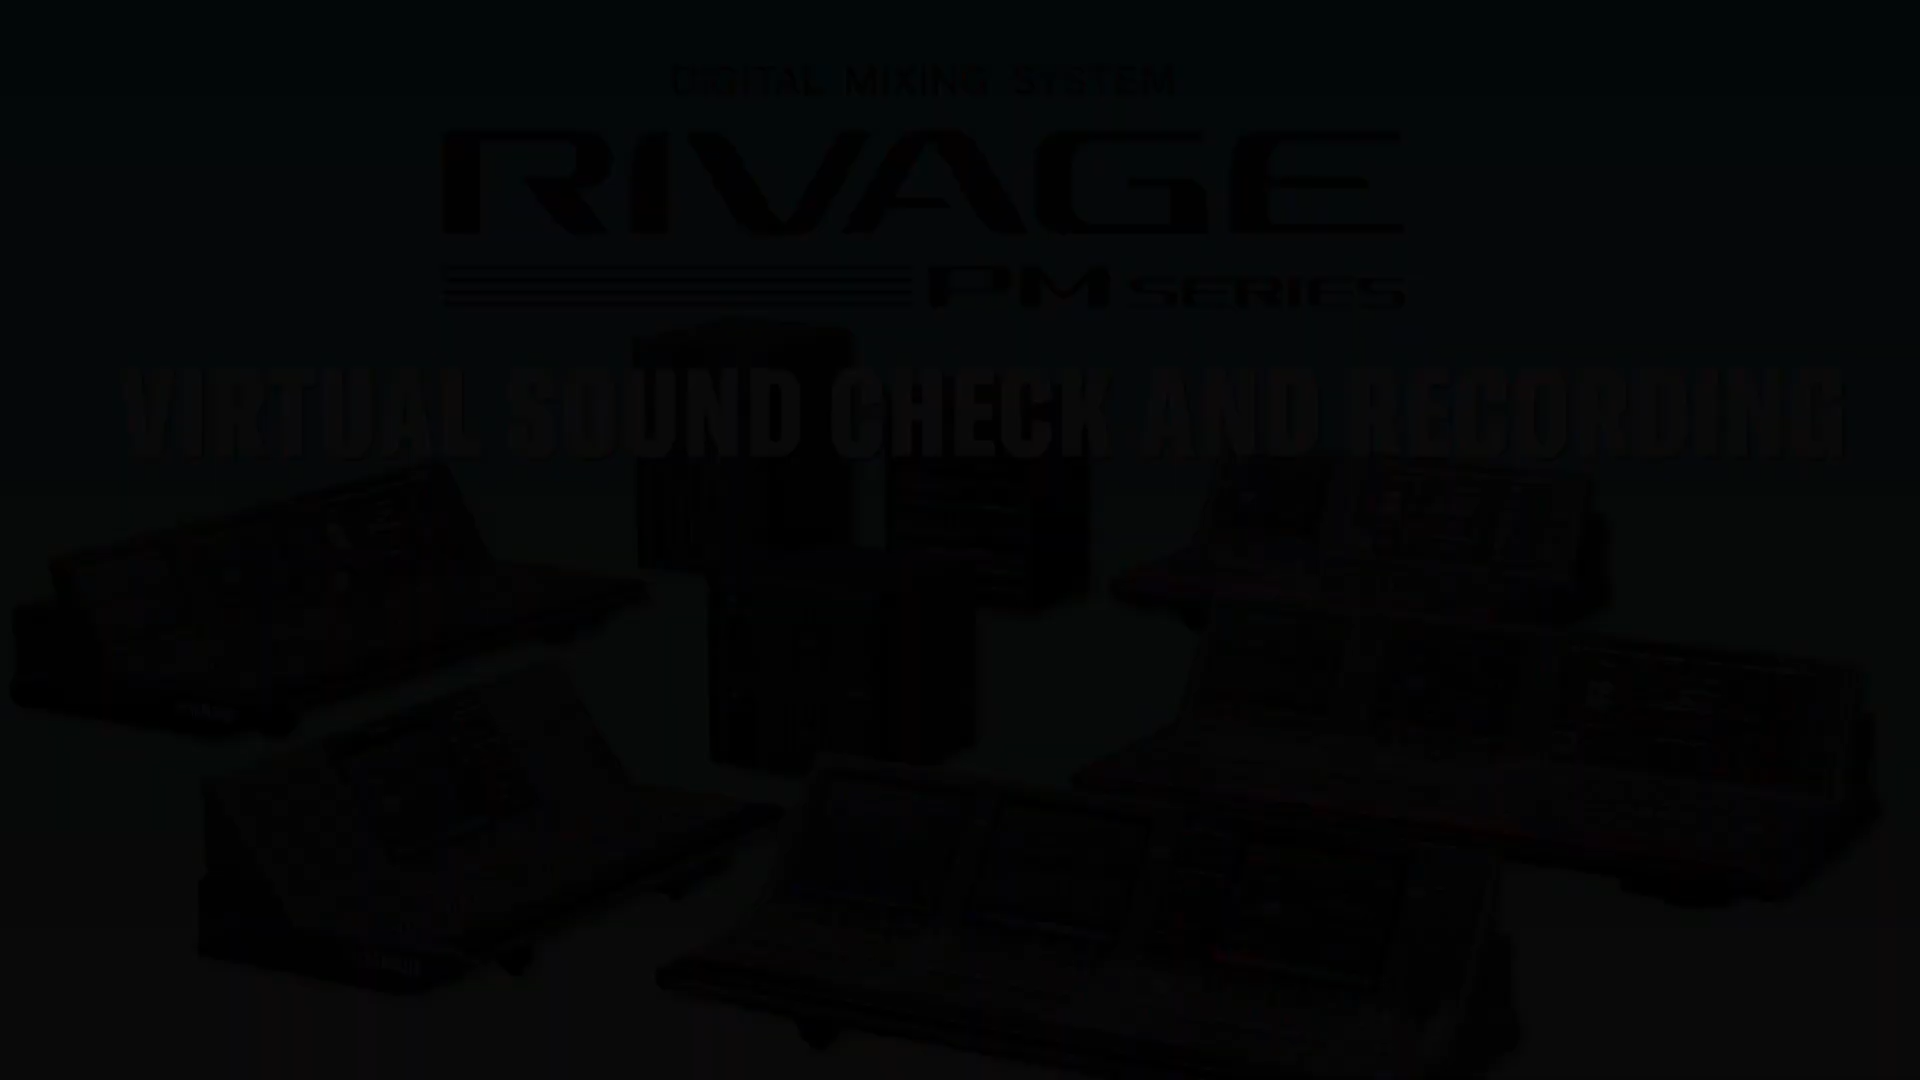 DIGITAL MIXING SYSTEM
RIVAGE
PM SERIES
VIRTUAL SOUND CHECK AND RECORDING